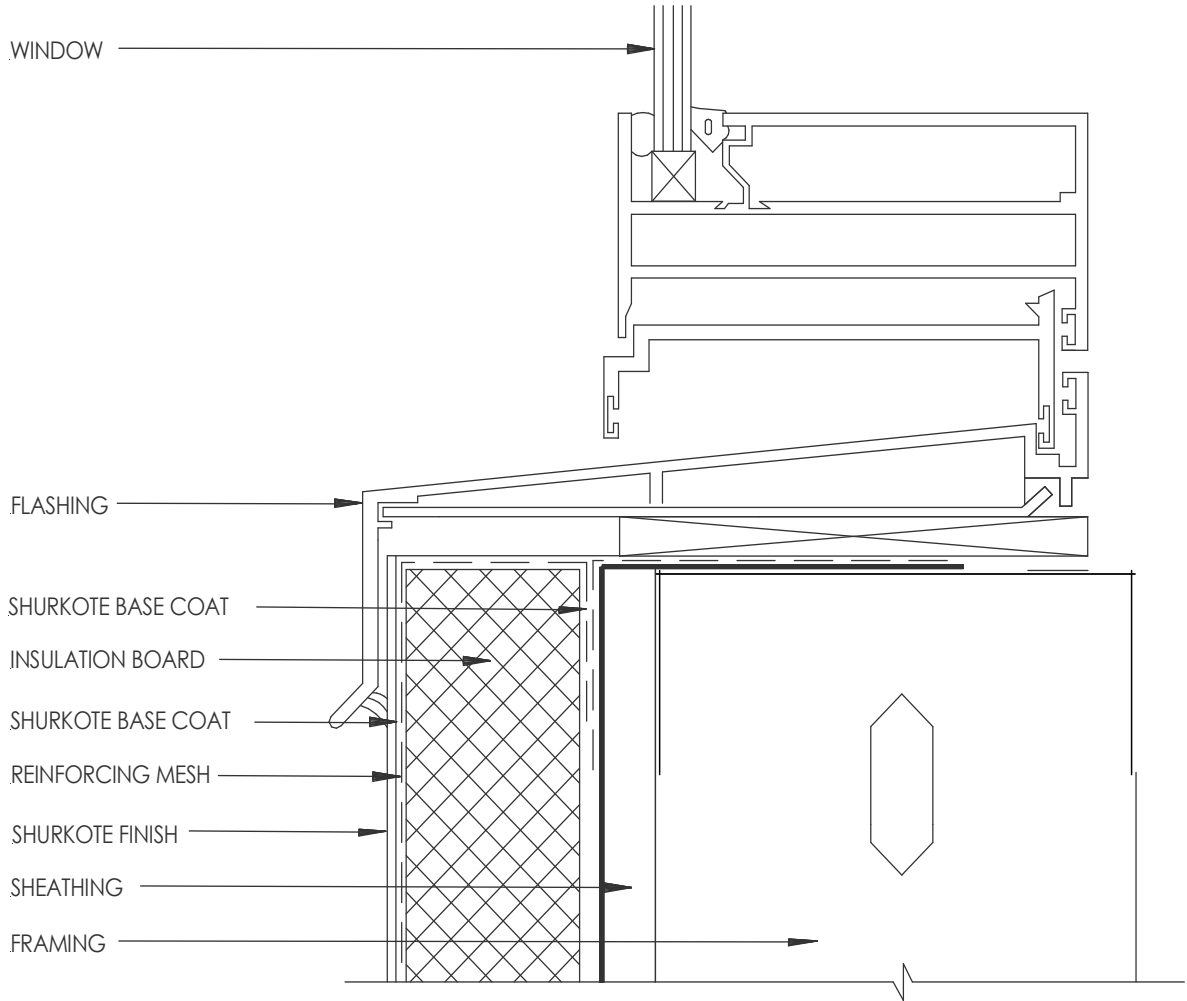 WINDOW
FLASHING
SHURKOTE BASE COAT
INSULATION BOARD
SHURKOTE BASE COAT
REINFORCING MESH
SHURKOTE FINISH
SHEATHING
FRAMING